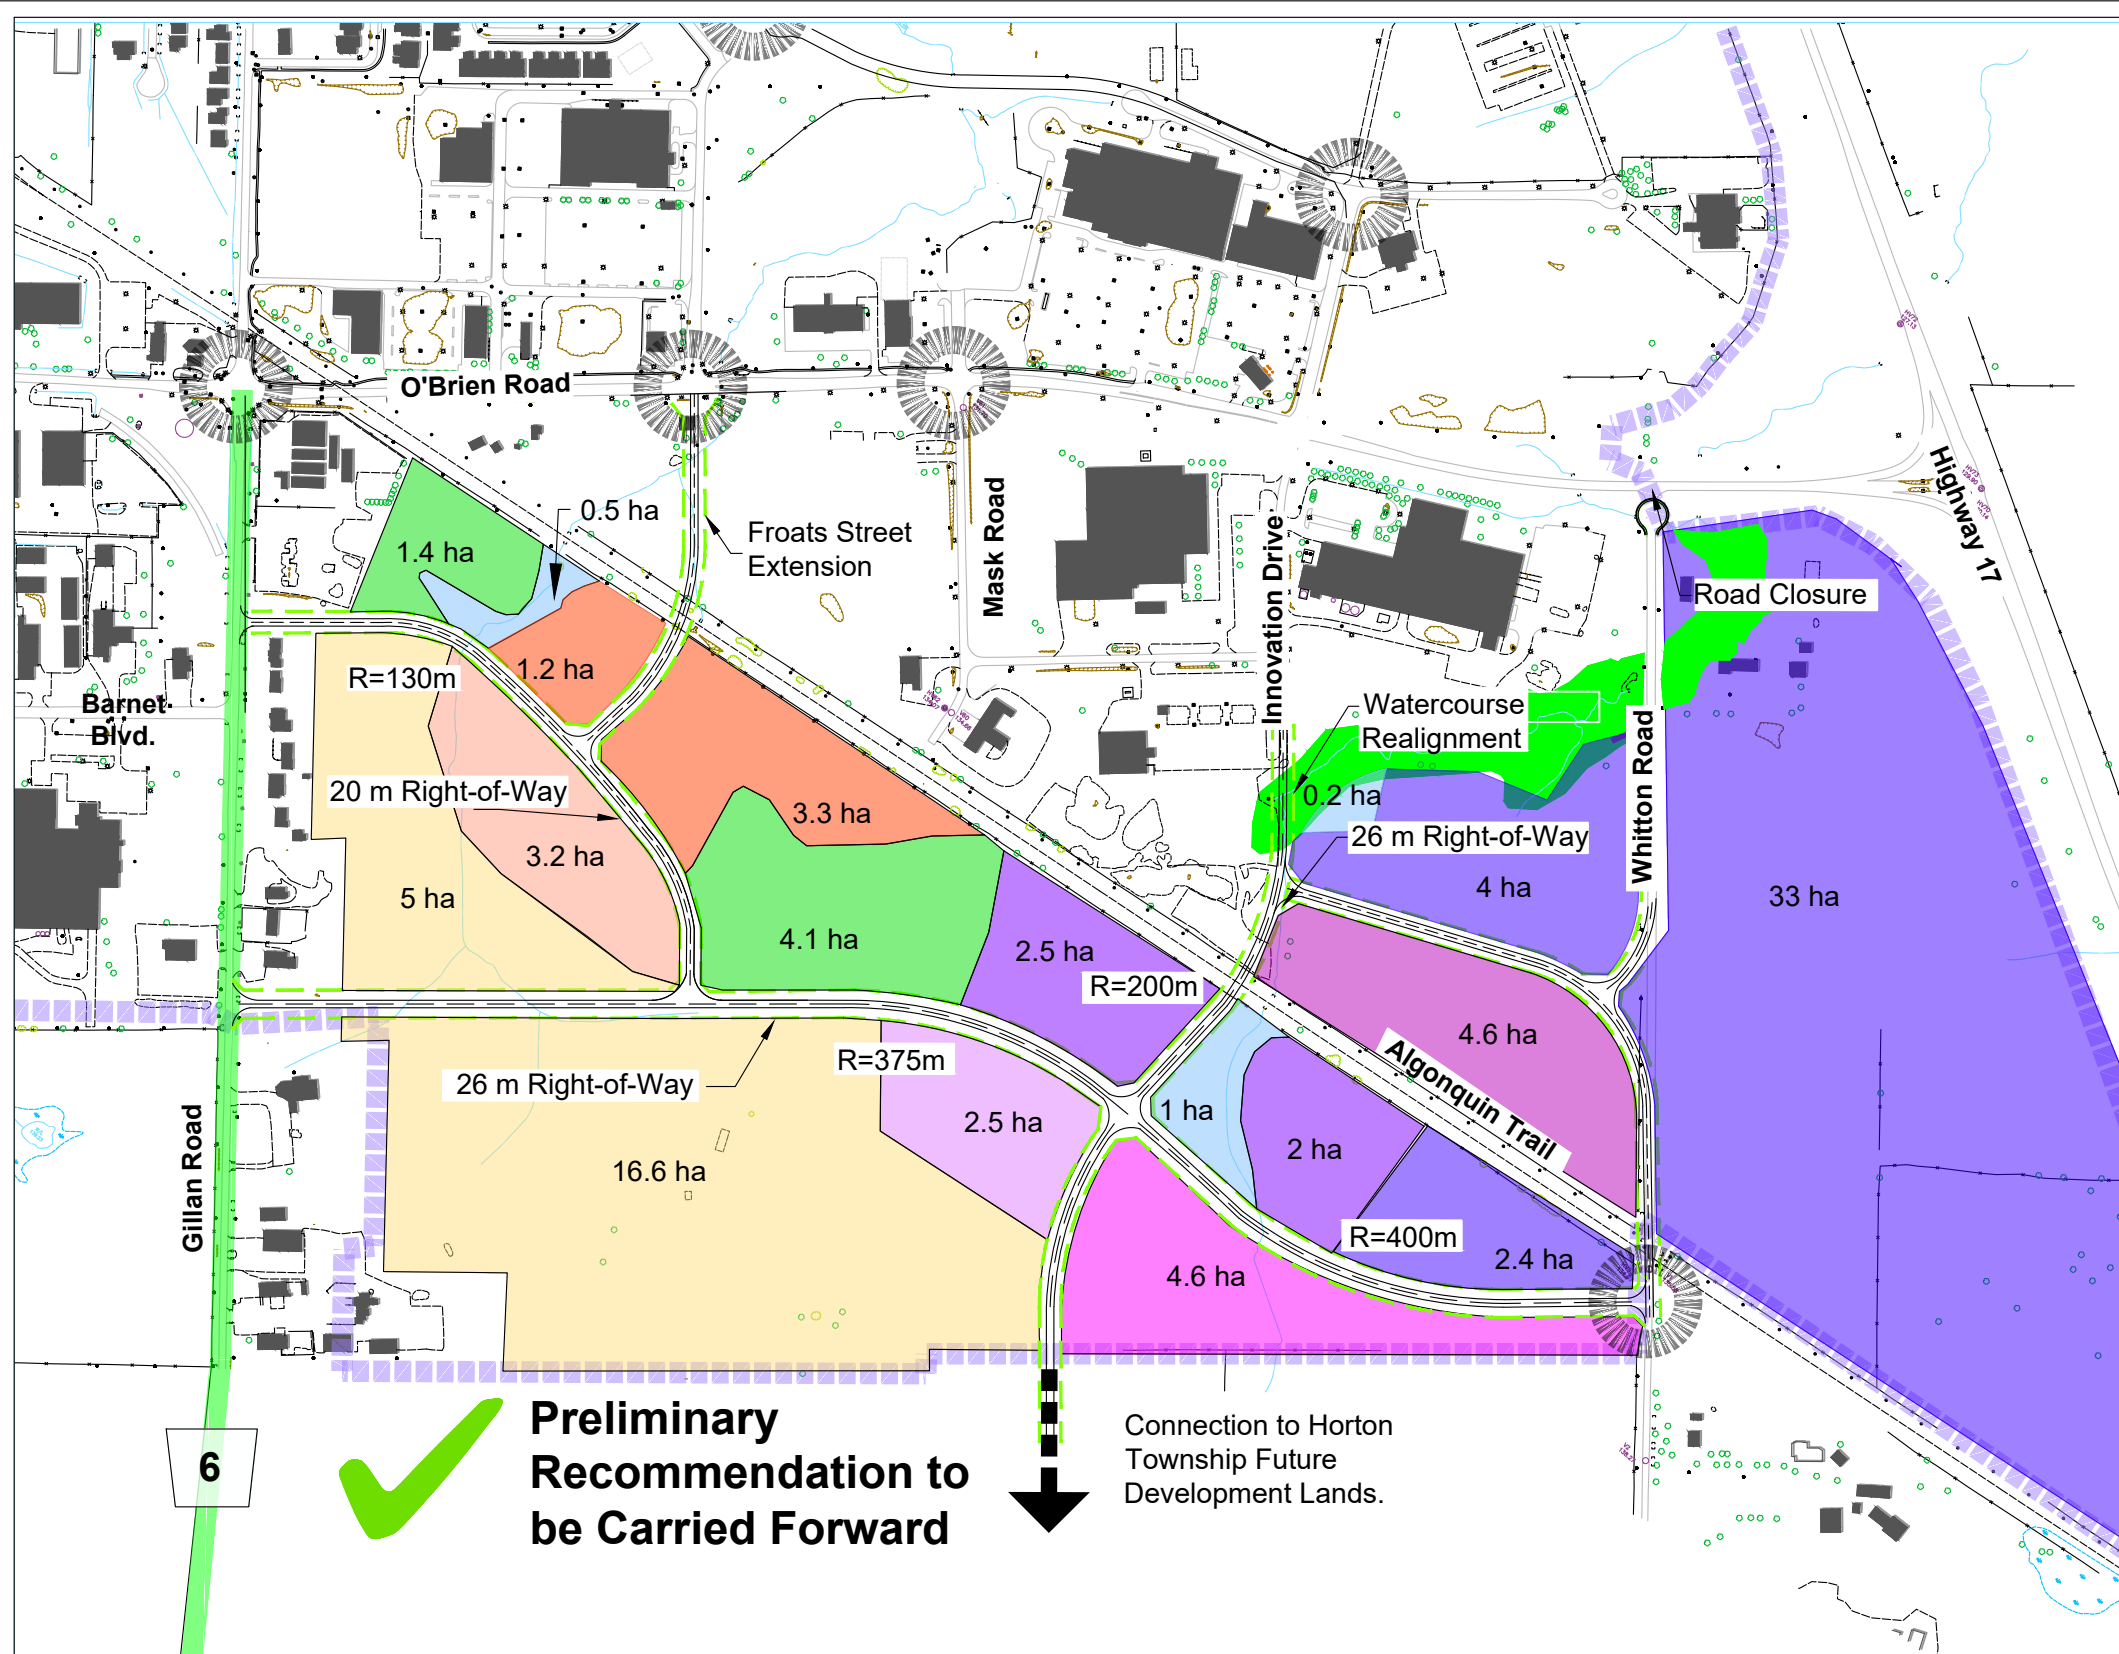 O'Brien Road
Highway 17
0.5 ha
Froats Street
Extension
Mask Road
Innovation Drive
1.4 ha
Road Closure
R=130m
1.2 ha
Barnet
Blvd.
Watercourse
Realignment
Whitton Road
20 m Right-of-Way
0.2 ha
3.3 ha
26 m Right-of-Way
3.2 ha
5 ha
4 ha
33 ha
4.1 ha
2.5 ha
R=200m
4.6 ha
Algonquin Trail
R=375m
26 m Right-of-Way
2.5 ha
1 ha
2 ha
Gillan Road
16.6 ha
R=400m
2.4 ha
4.6 ha
6
Preliminary
Recommendation to
be Carried Forward
Connection to Horton
Township Future
Development Lands.